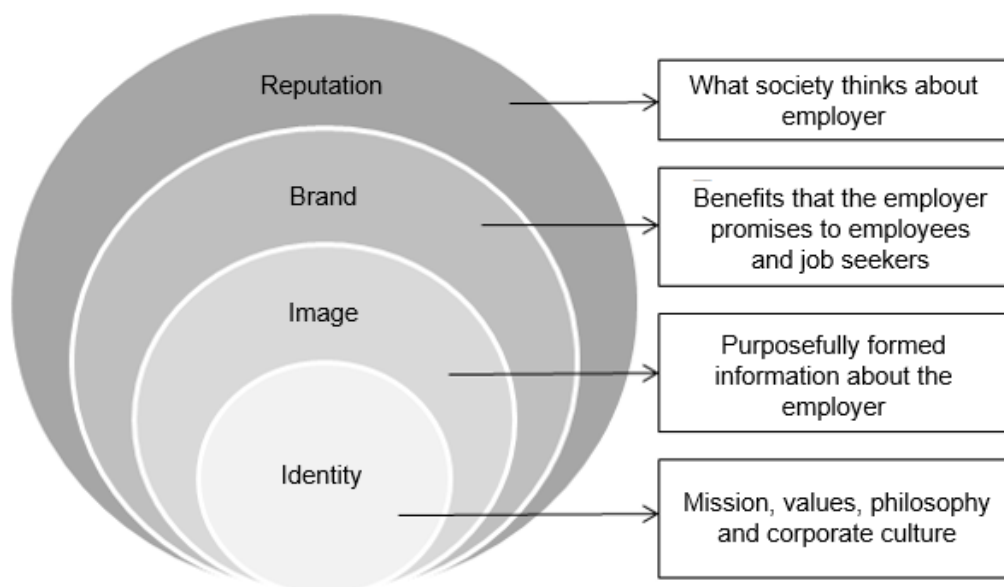 Reputation
What society thinks about
employer
Brand
Benefits that the employer
promises to employees
and job seekers
Image
Purposefully formed
information about the
employer
Identity
Mission, values, philosophy
and corporate culture